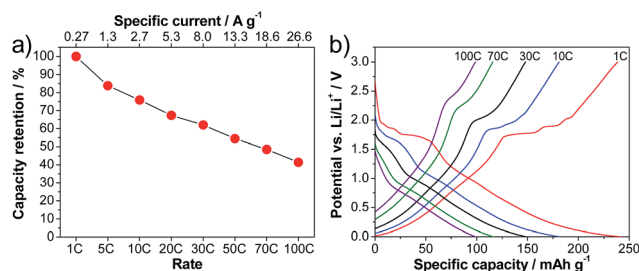 a)
Specific current / A g⁻¹
0.27 1.3 2.7 5.3 8.0 13.3 18.6 26.6
Capacity retention / %
100
90
80
70
60
50
40
30
20
10
0
1C 5C 10C 20C 30C 50C 70C 100C
Rate
b)
100C 70C 30C 10C 1C
Potential vs. Li/Li⁺ / V
3.0
2.5
2.0
1.5
1.0
0.5
0.0
0 50 100 150 200 250
Specific capacity / mAh g⁻¹